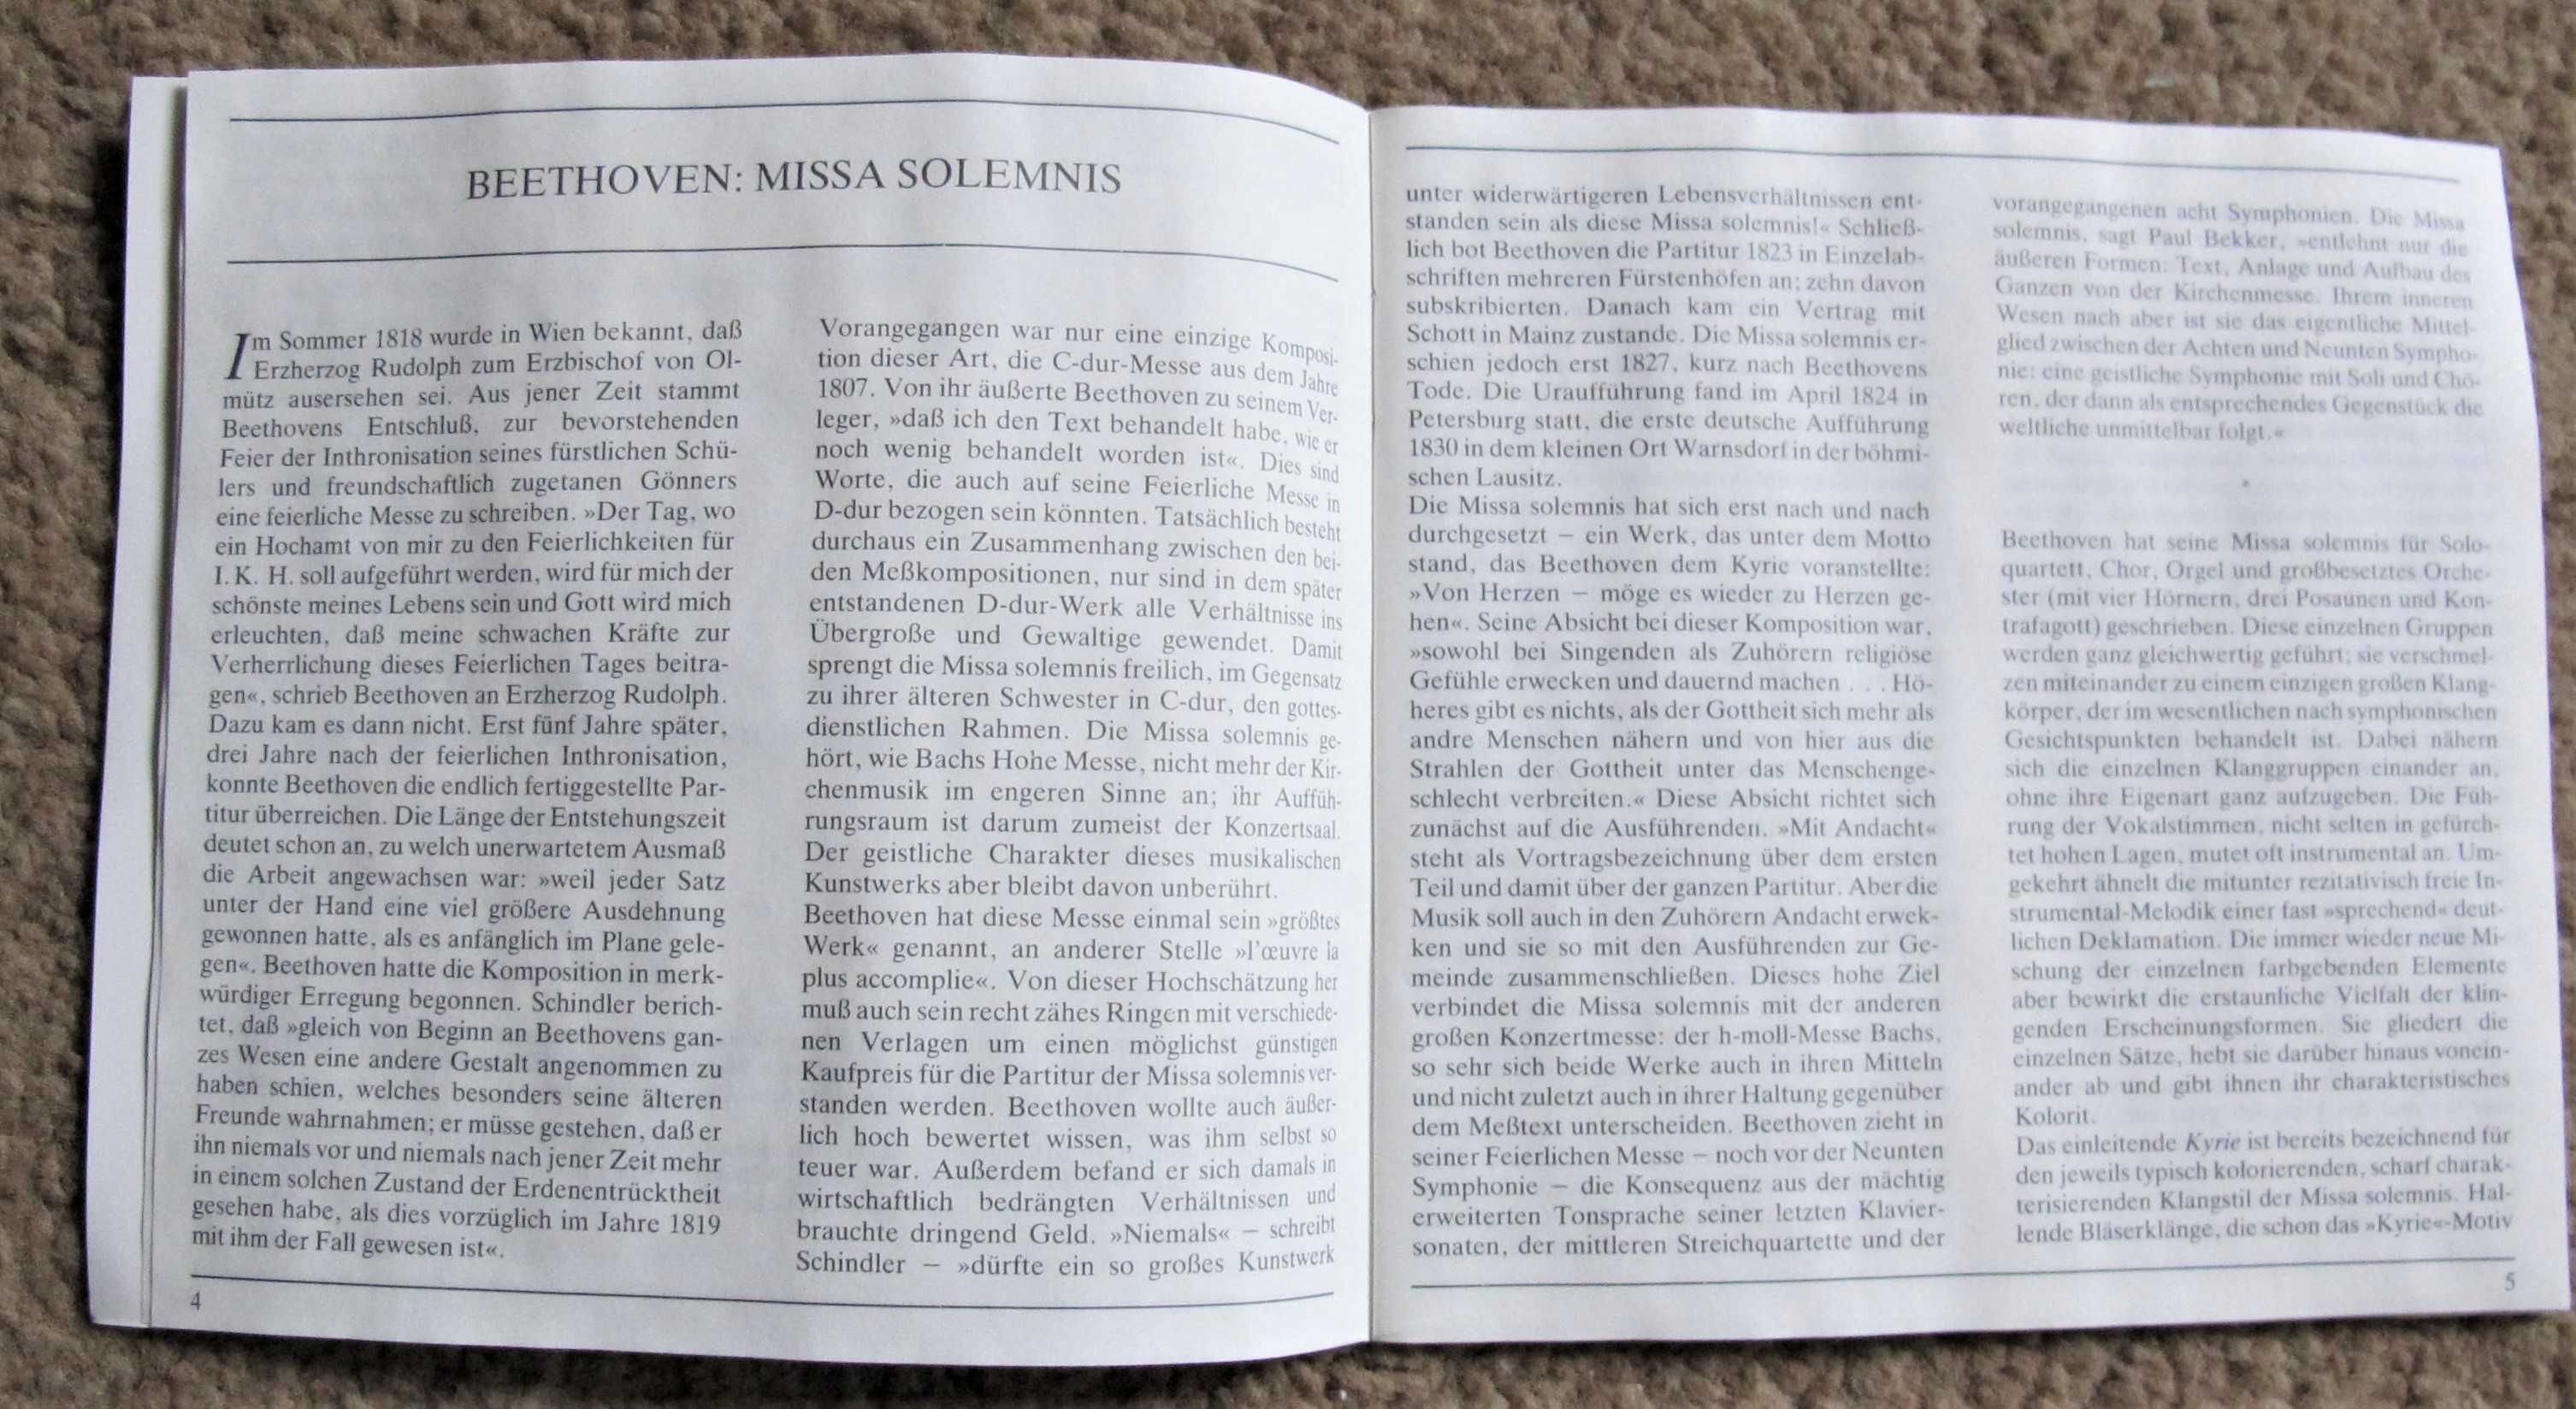 BEETHOVEN: MISSA SOLEMNIS
Im Sommer 1818 wurde in Wien bekannt, daß
Erzherzog Rudolph zum Erzbischof von Ol-
mütz ausersehen sei. Aus jener Zeit stammt
Beethovens Entschluß, zur bevorstehenden
Feier der Inthronisation seines fürstlichen Schü-
lers und freundschaftlich zugetanen Gönners
eine feierliche Messe zu schreiben. »Der Tag, wo
ein Hochamt von mir zu den Feierlichkeiten für
I. K. H. soll aufgeführt werden, wird für mich der
schönste meines Lebens sein und Gott wird mich
erleuchten, daß meine schwachen Kräfte zur
Verherrlichung dieses Feierlichen Tages beitra-
gen«, schrieb Beethoven an Erzherzog Rudolph.
Dazu kam es dann nicht. Erst fünf Jahre später,
drei Jahre nach der feierlichen Inthronisation,
konnte Beethoven die endlich fertiggestellte Par-
titur überreichen. Die Länge der Entstehungszeit
deutet schon an, zu welch unerwartetem Ausmaß
die Arbeit angewachsen war: »weil jeder Satz
unter der Hand eine viel größere Ausdehnung
gewonnen hatte, als es anfänglich im Plane gele-
gen«. Beethoven hatte die Komposition in merk-
würdiger Erregung begonnen. Schindler berich-
tet, daß »gleich von Beginn an Beethovens gan-
zes Wesen eine andere Gestalt angenommen zu
haben schien, welches besonders seine älteren
Freunde wahrnahmen; er müsse gestehen, daß er
ihn niemals vor und niemals nach jener Zeit mehr
in einem solchen Zustand der Erdenentrücktheit
gesehen habe, als dies vorzüglich im Jahre 1819
mit ihm der Fall gewesen ist«.
Vorangegangen war nur eine einzige Komposi-
tion dieser Art, die C-dur-Messe aus dem Jahre
1807. Von ihr äußerte Beethoven zu seinem Ver-
leger, »daß ich den Text behandelt habe, wie er
noch wenig behandelt worden ist«. Dies sind
Worte, die auch auf seine Feierliche Messe in
D-dur bezogen sein könnten. Tatsächlich besteht
durchaus ein Zusammenhang zwischen den bei-
den Meßkompositionen, nur sind in dem später
entstandenen D-dur-Werk alle Verhältnisse ins
Übergroße und Gewaltige gewendet. Damit
sprengt die Missa solemnis freilich, im Gegensatz
zu ihrer älteren Schwester in C-dur, den gottes-
dienstlichen Rahmen. Die Missa solemnis ge-
hört, wie Bachs Hohe Messe, nicht mehr der Kir-
chenmusik im engeren Sinne an; ihr Auffüh-
rungsraum ist darum zumeist der Konzertsaal.
Der geistliche Charakter dieses musikalischen
Kunstwerks aber bleibt davon unberührt.
Beethoven hat diese Messe einmal sein »größtes
Werk« genannt, an anderer Stelle »l'œuvre la
plus accomplie«. Von dieser Hochschätzung her
muß auch sein recht zähes Ringen mit verschiede-
nen Verlagen um einen möglichst günstigen
Kaufpreis für die Partitur der Missa solemnis ver-
standen werden. Beethoven wollte auch äußer-
lich hoch bewertet wissen, was ihm selbst so
teuer war. Außerdem befand er sich damals in
wirtschaftlich bedrängten Verhältnissen und
brauchte dringend Geld. »Niemals« – schreibt
Schindler – »dürfte ein so großes Kunstwerk
4
unter widerwärtigeren Lebensverhältnissen ent-
standen sein als diese Missa solemnis!« Schließ-
lich bot Beethoven die Partitur 1823 in Einzelab-
schriften mehreren Fürstenhöfen an; zehn davon
subskribierten. Danach kam ein Vertrag mit
Schott in Mainz zustande. Die Missa solemnis er-
schien jedoch erst 1827, kurz nach Beethovens
Tode. Die Uraufführung fand im April 1824 in
Petersburg statt, die erste deutsche Aufführung
1830 in dem kleinen Ort Warnsdorf in der böhmi-
schen Lausitz.
Die Missa solemnis hat sich erst nach und nach
durchgesetzt – ein Werk, das unter dem Motto
stand, das Beethoven dem Kyrie voranstellte:
»Von Herzen – möge es wieder zu Herzen ge-
hen«. Seine Absicht bei dieser Komposition war,
»sowohl bei Singenden als Zuhörern religiöse
Gefühle erwecken und dauernd machen . . . Hö-
heres gibt es nichts, als der Gottheit sich mehr als
andre Menschen nähern und von hier aus die
Strahlen der Gottheit unter das Menschenge-
schlecht verbreiten.« Diese Absicht richtet sich
zunächst auf die Ausführenden. »Mit Andacht«
steht als Vortragsbezeichnung über dem ersten
Teil und damit über der ganzen Partitur. Aber die
Musik soll auch in den Zuhörern Andacht erwek-
ken und sie so mit den Ausführenden zur Ge-
meinde zusammenschließen. Dieses hohe Ziel
verbindet die Missa solemnis mit der anderen
großen Konzertmesse: der h-moll-Messe Bachs,
so sehr sich beide Werke auch in ihren Mitteln
und nicht zuletzt auch in ihrer Haltung gegenüber
dem Meßtext unterscheiden. Beethoven zieht in
seiner Feierlichen Messe – noch vor der Neunten
Symphonie – die Konsequenz aus der mächtig
erweiterten Tonsprache seiner letzten Klavier-
sonaten, der mittleren Streichquartette und der
vorangegangenen acht Symphonien. Die Missa
solemnis, sagt Paul Bekker, »entlehnt nur die
äußeren Formen: Text, Anlage und Aufbau des
Ganzen von der Kirchenmesse. Ihrem inneren
Wesen nach aber ist sie das eigentliche Mittel-
glied zwischen der Achten und Neunten Sympho-
nie: eine geistliche Symphonie mit Soli und Chö-
ren, der dann als entsprechendes Gegenstück die
weltliche unmittelbar folgt.«
Beethoven hat seine Missa solemnis für Solo-
quartett, Chor, Orgel und großbesetztes Orche-
ster (mit vier Hörnern, drei Posaunen und Kon-
trafagott) geschrieben. Diese einzelnen Gruppen
werden ganz gleichwertig geführt; sie verschmel-
zen miteinander zu einem einzigen großen Klang-
körper, der im wesentlichen nach symphonischen
Gesichtspunkten behandelt ist. Dabei nähern
sich die einzelnen Klanggruppen einander an,
ohne ihre Eigenart ganz aufzugeben. Die Füh-
rung der Vokalstimmen, nicht selten in gefürch-
tet hohen Lagen, mutet oft instrumental an. Um-
gekehrt ähnelt die mitunter rezitativisch freie In-
strumental-Melodik einer fast »sprechend« deut-
lichen Deklamation. Die immer wieder neue Mi-
schung der einzelnen farbgebenden Elemente
aber bewirkt die erstaunliche Vielfalt der klin-
genden Erscheinungsformen. Sie gliedert die
einzelnen Sätze, hebt sie darüber hinaus vonein-
ander ab und gibt ihnen ihr charakteristisches
Kolorit.
Das einleitende Kyrie ist bereits bezeichnend für
den jeweils typisch kolorierenden, scharf charak-
terisierenden Klangstil der Missa solemnis. Hal-
lende Bläserklänge, die schon das »Kyrie«-Motiv
5